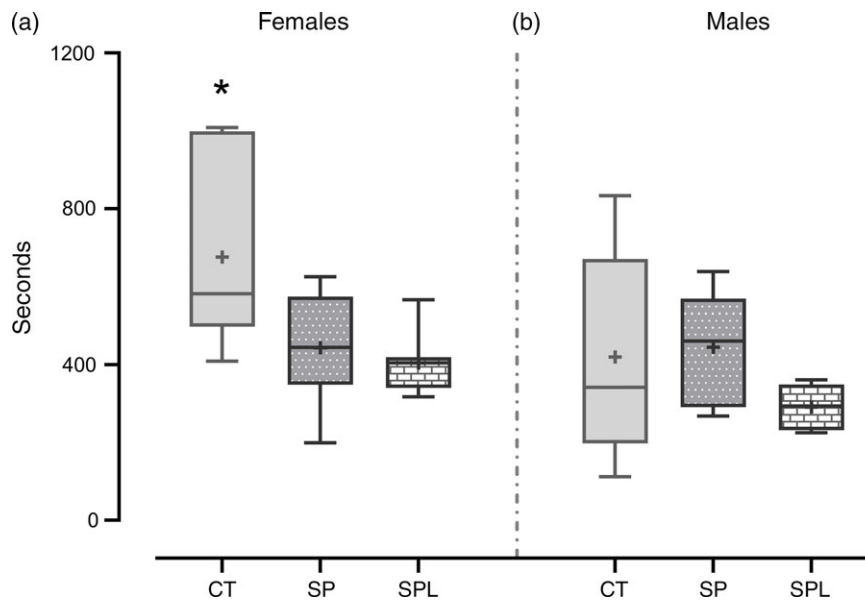 (a) Females (b) Males
1200
*
800
400
0
Seconds
CT SP SPL CT SP SPL